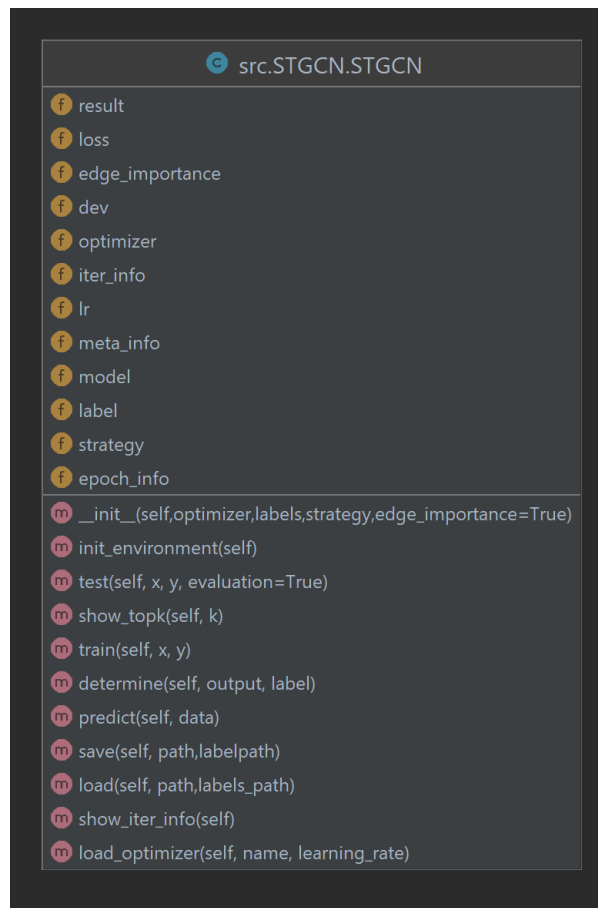 C src.STGCN.STGCN
f result
f loss
f edge_importance
f dev
f optimizer
f iter_info
f lr
f meta_info
f model
f label
f strategy
f epoch_info
m __init__(self,optimizer,labels,strategy,edge_importance=True)
m init_environment(self)
m test(self, x, y, evaluation=True)
m show_topk(self, k)
m train(self, x, y)
m determine(self, output, label)
m predict(self, data)
m save(self, path,labelpath)
m load(self, path,labels_path)
m show_iter_info(self)
m load_optimizer(self, name, learning_rate)